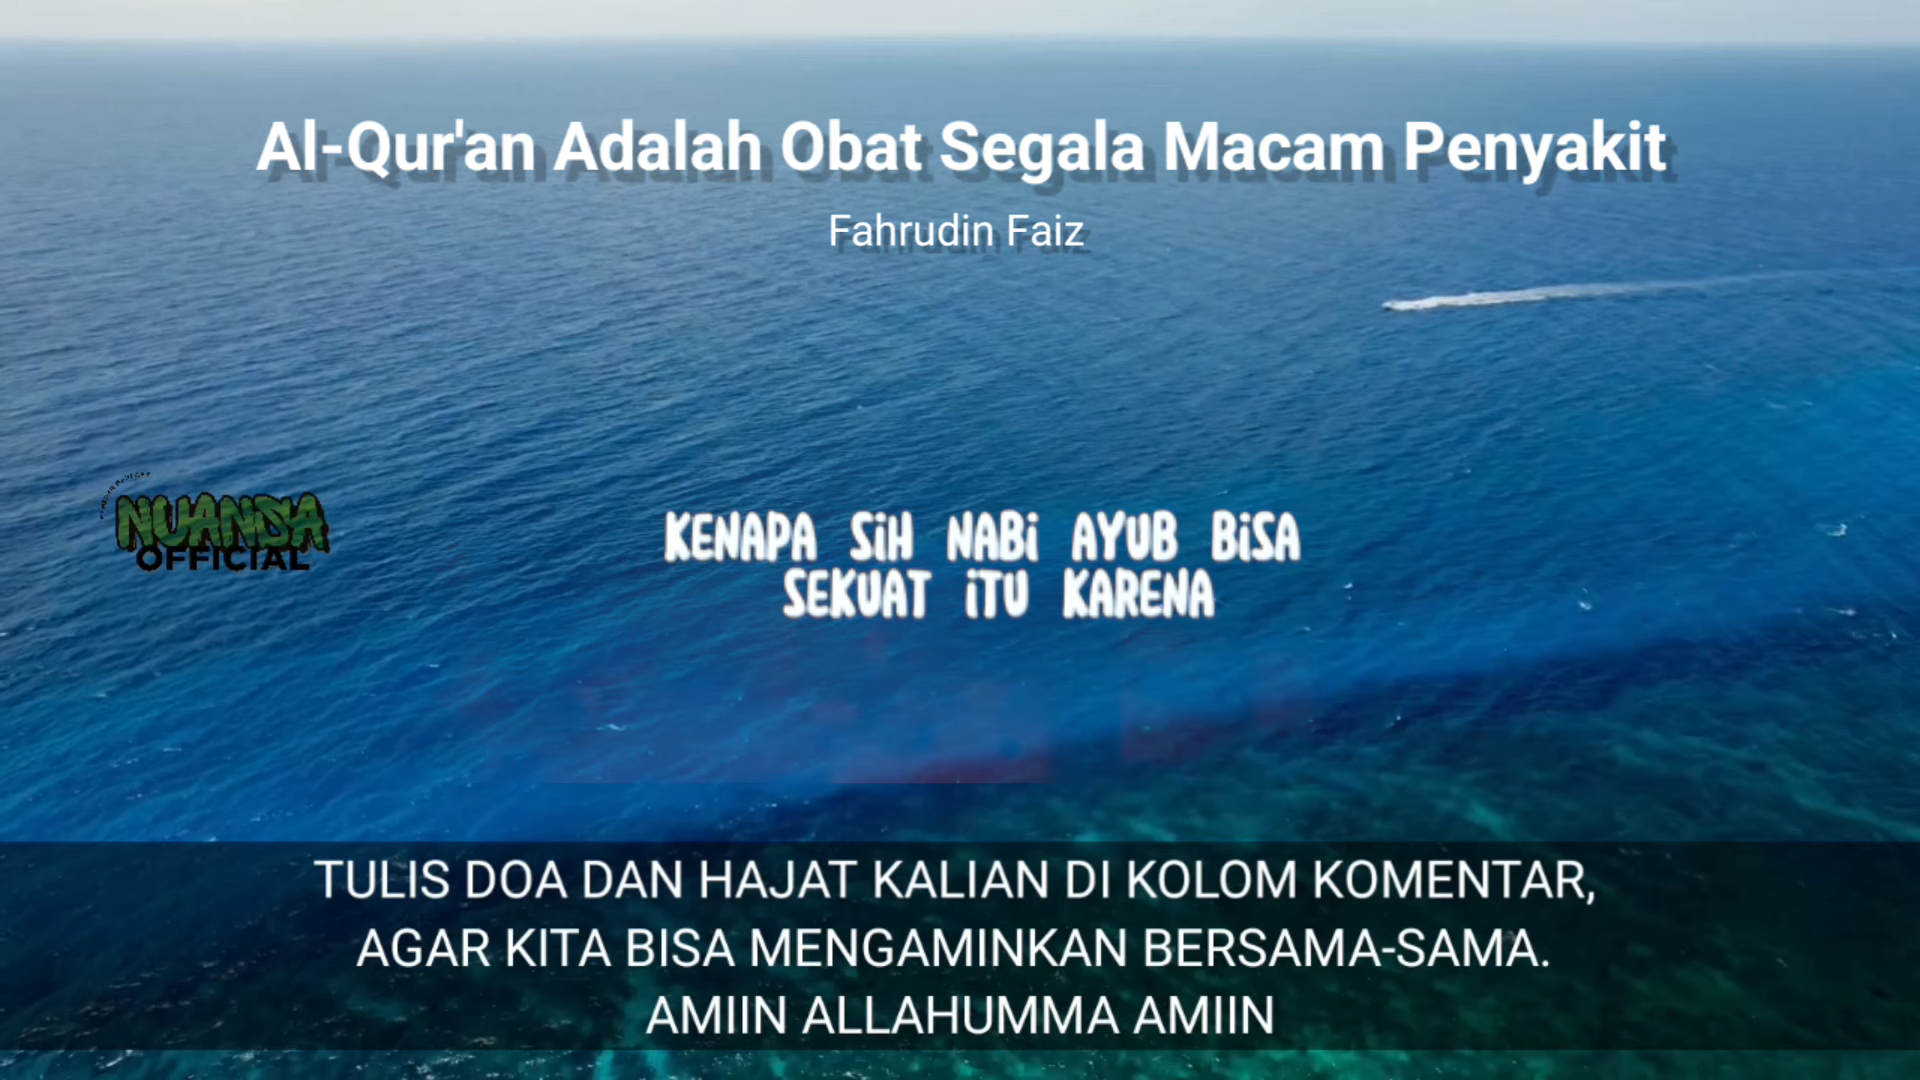 Al-Qur'an Adalah Obat Segala Macam Penyakit
Fahrudin Faiz
NUANSA
OFFICIAL
KENAPA SiH NABi AYUB BiSA
SEKUAT iTU KARENA
TULIS DOA DAN HAJAT KALIAN DI KOLOM KOMENTAR,
AGAR KITA BISA MENGAMINKAN BERSAMA-SAMA.
AMIIN ALLAHUMMA AMIIN